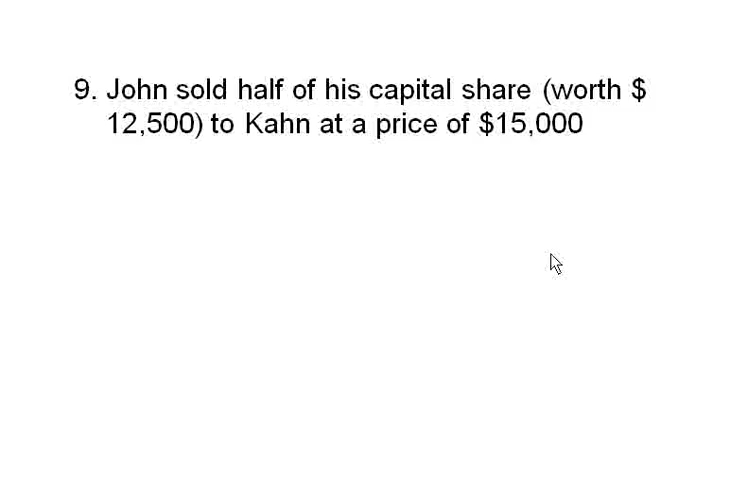 9. John sold half of his capital share (worth $
12,500) to Kahn at a price of $15,000